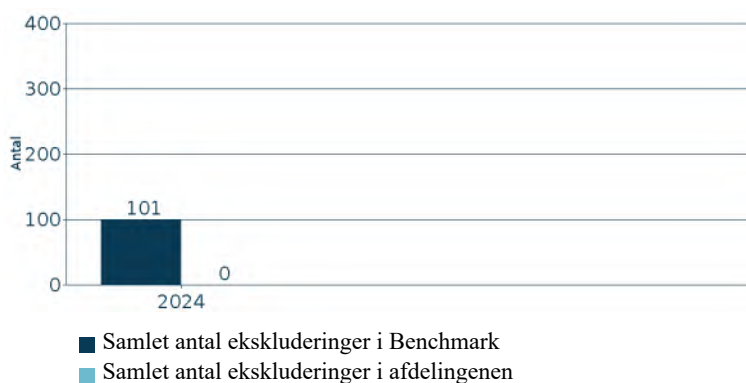 400
300
200
100
0
Antal
101
0
2024
Samlet antal ekskluderinger i Benchmark
Samlet antal ekskluderinger i afdelingenen